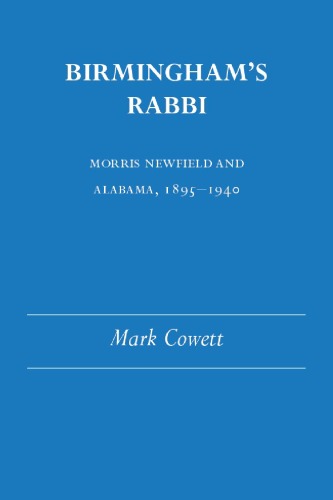 BIRMINGHAM'S
RABBI
MORRIS NEWFIELD AND
ALABAMA, 1895–1940
Mark Cowett